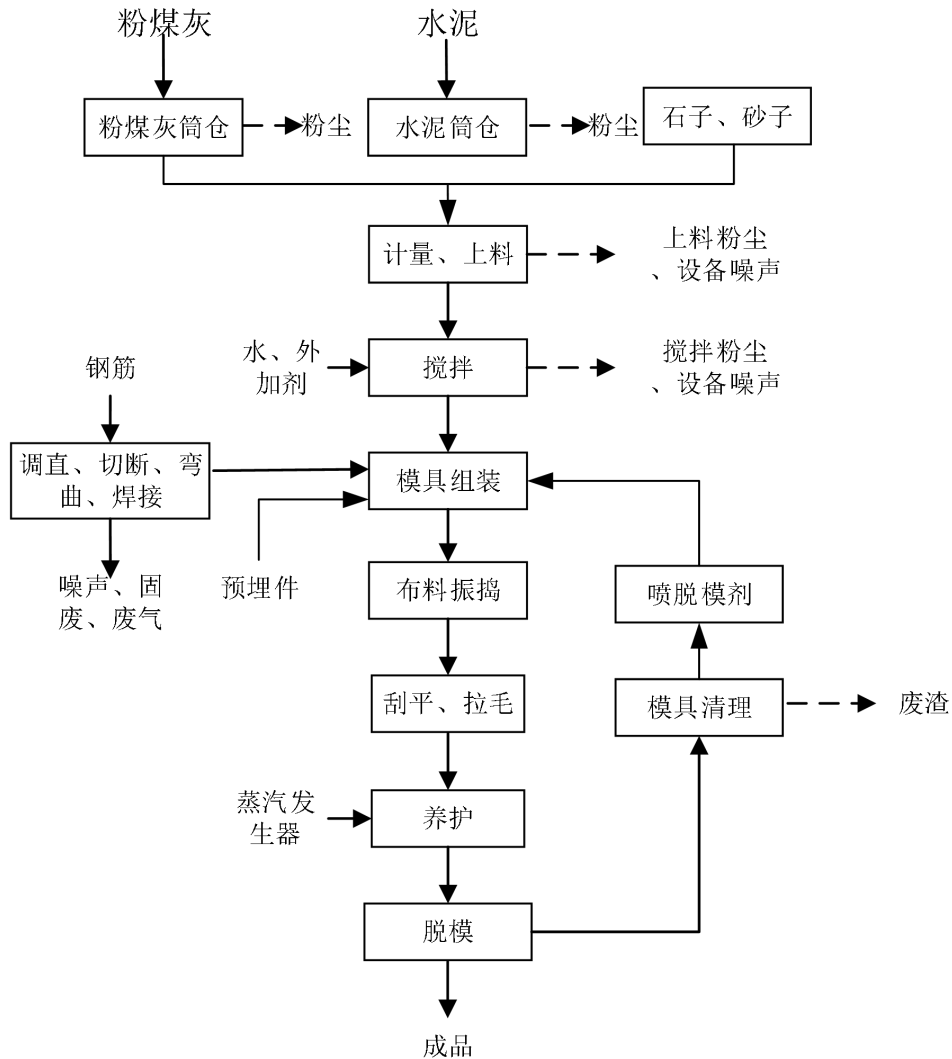 粉煤灰
水泥
粉煤灰筒仓
粉尘
水泥筒仓
粉尘
石子、砂子
计量、上料
上料粉尘
、设备噪声
水、外
加剂
搅拌
搅拌粉尘
、设备噪声
钢筋
调直、切断、弯
曲、焊接
模具组装
噪声、固
废、废气
预埋件
布料振捣
喷脱模剂
刮平、拉毛
模具清理
废渣
蒸汽发
生器
养护
脱模
成品